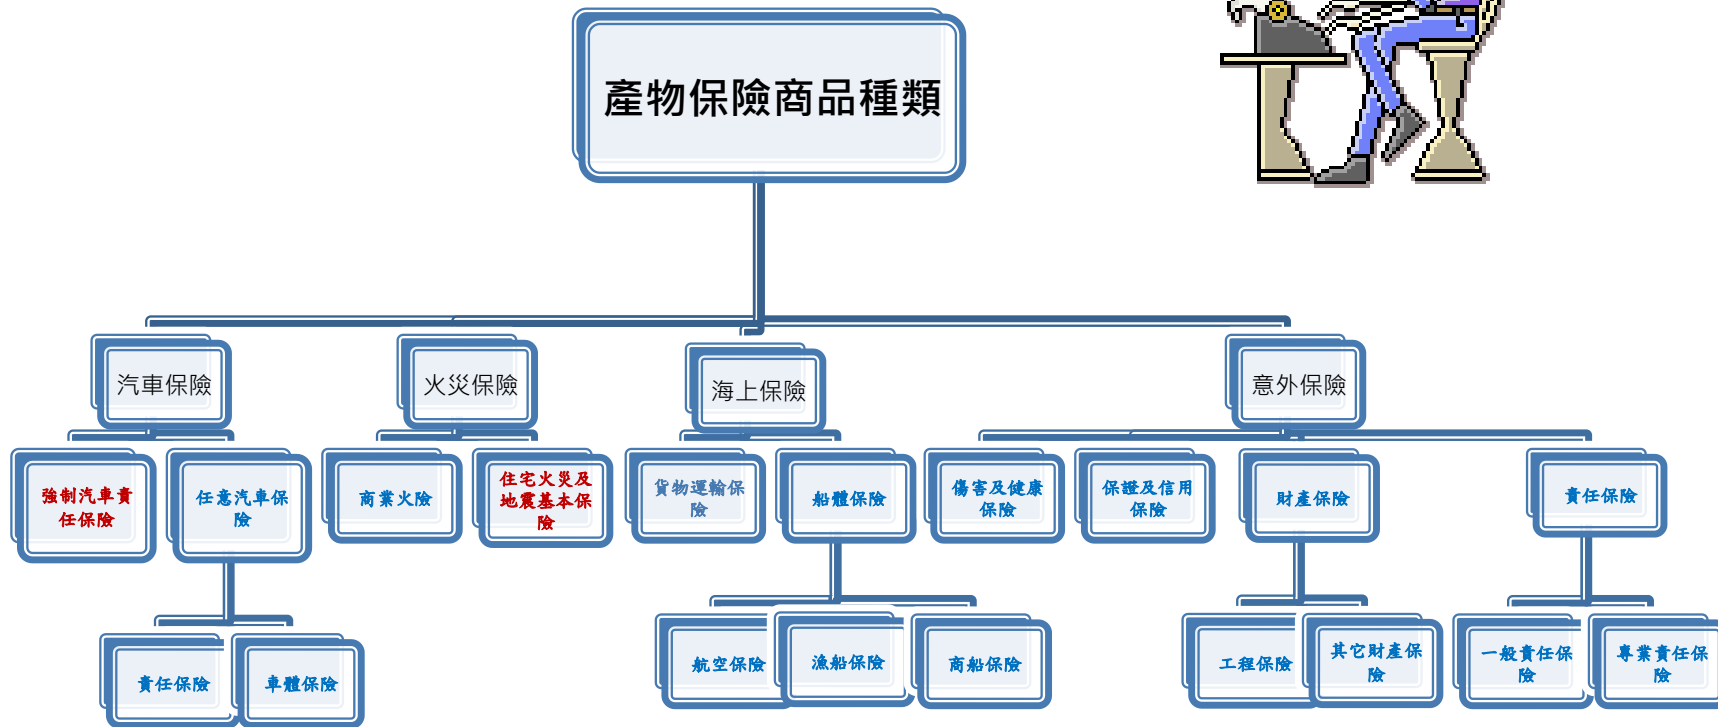 產物保險商品種類
汽車保險
火災保險
海上保險
意外保險
強制汽車責
任保險
任意汽車保
險
商業火險
住宅火災及
地震基本保
險
貨物運輸保
險
船體保險
傷害及健康
保險
保證及信用
保險
財產保險
責任保險
責任保險
車體保險
航空保險
漁船保險
商船保險
工程保險
其它財產保
險
一般責任保
險
專業責任保
險